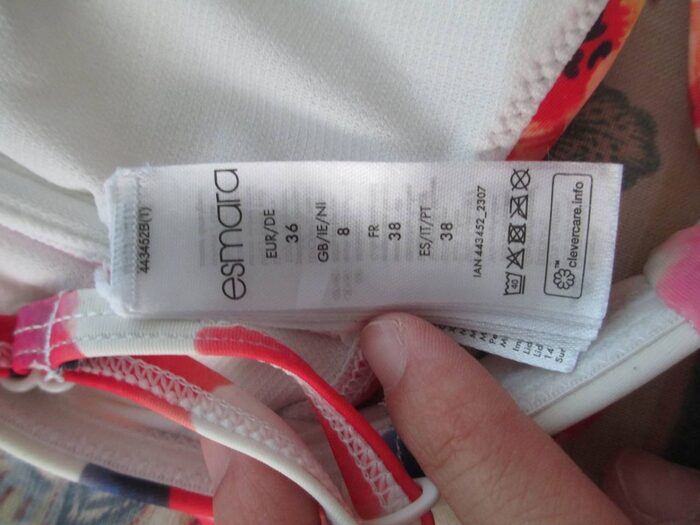 443452B(1)
esmara
EUR/DE
36
GB/IE/NI
8
FR
38
ES/IT/PT
38
IAN 443452_2307
40
clevercare.info
TM